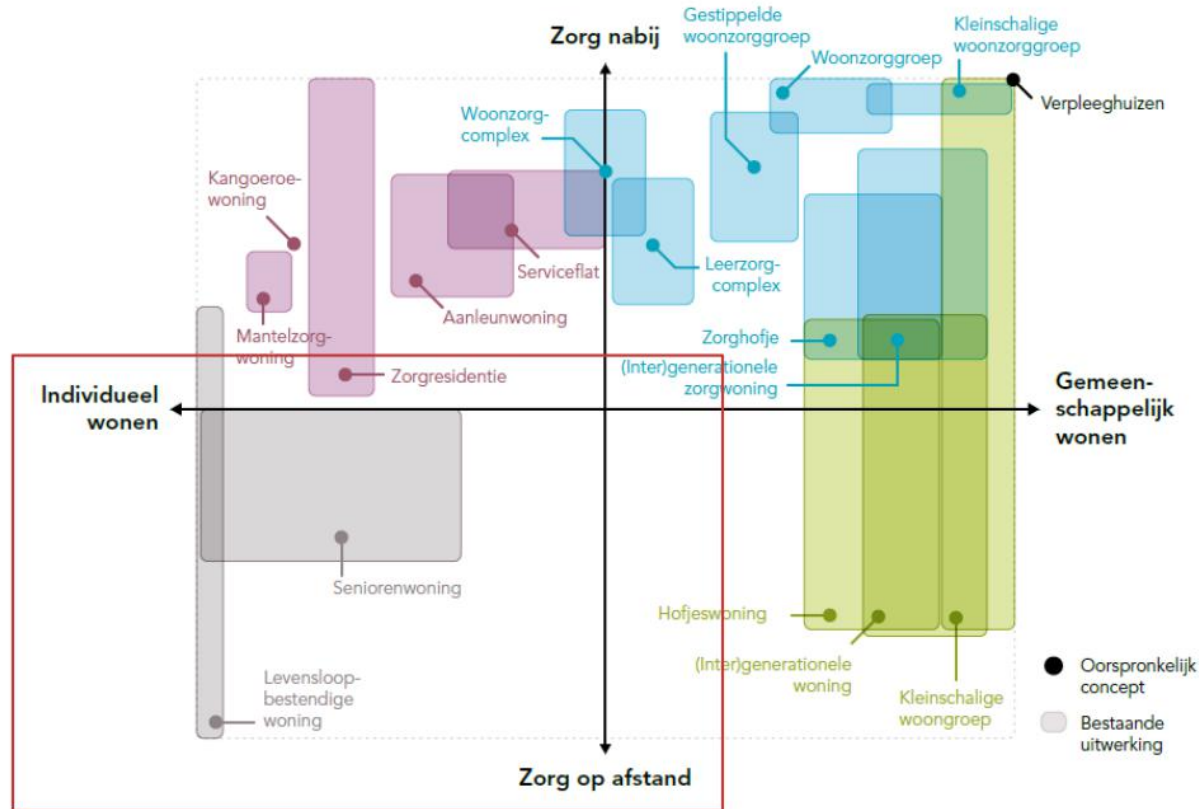 Zorg nabij
Gestippelde
woonzorggroep
Woonzorggroep
Kleinschalige
woonzorggroep
Verpleeghuizen
Woonzorg-
complex
Kangoeroe-
woning
Serviceflat
Leerzorg-
complex
Aanleunwoning
Mantelzorg-
woning
Zorgresidentie
Zorghofje
(Inter)generationele
zorgwoning
Individueel
wonen
Gemeen-
schappelijk
wonen
Seniorenwoning
Hofjeswoning
(Inter)generationele
woning
Kleinschalige
woongroep
Levensloop-
bestendige
woning
Oorspronkelijk
concept
Bestaande
uitwerking
Zorg op afstand